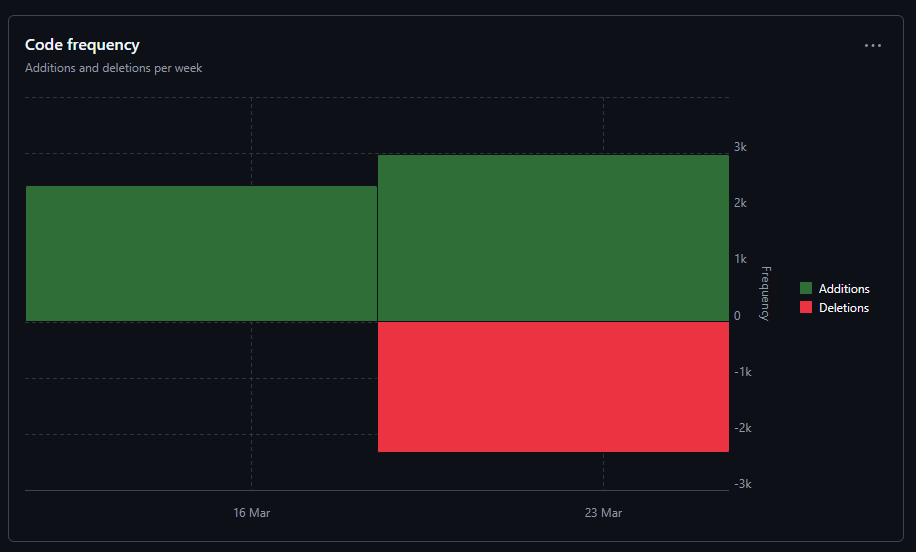 Code frequency
Additions and deletions per week
3k
2k
1k
0
-1k
-2k
-3k
Frequency
Additions
Deletions
16 Mar
23 Mar